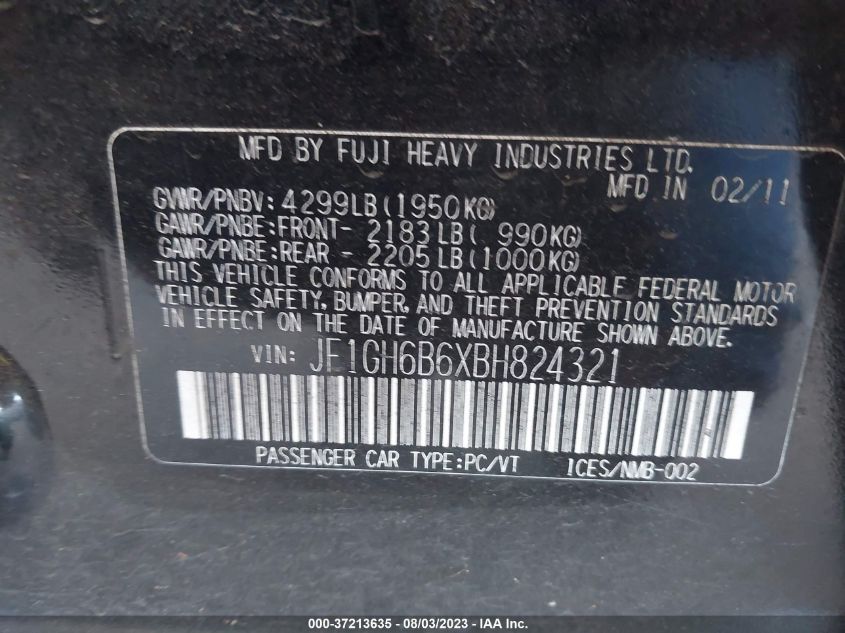 MFD BY FUJI HEAVY INDUSTRIES LTD.
MFD IN 02/11
GVWR/PNBV: 4299LB(1950KG)
GAWR/PNBE: FRONT- 2183LB( 990KG)
GAWR/PNBE: REAR - 2205LB(1000KG)
THIS VEHICLE CONFORMS TO ALL APPLICABLE FEDERAL MOTOR
VEHICLE SAFETY, BUMPER, AND THEFT PREVENTION STANDARDS
IN EFFECT ON THE DATE OF MANUFACTURE SHOWN ABOVE.
VIN: JF1GH6B6XBH824321
PASSENGER CAR TYPE:PC/VT ICES/NMB-002
000-37213635 - 08/03/2023 - IAA Inc.